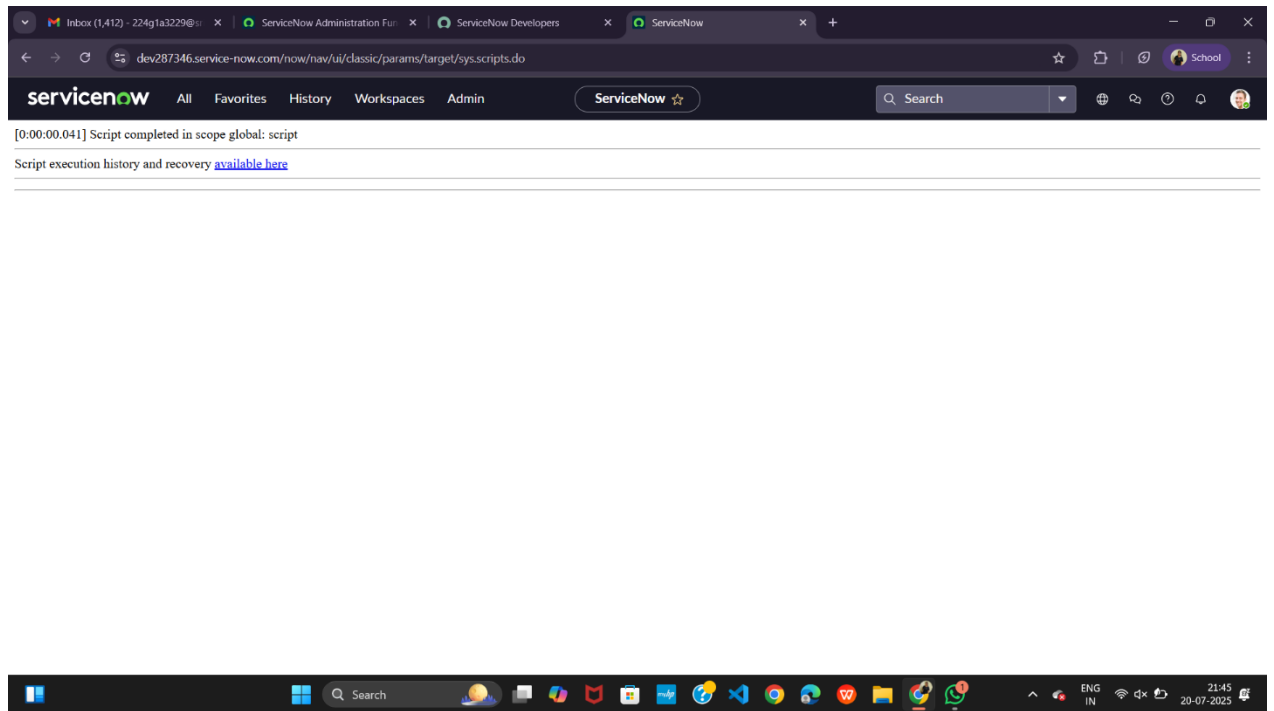 Inbox (1,412) - 224g1a3229@sr
ServiceNow Administration Fun
ServiceNow Developers
ServiceNow
dev287346.service-now.com/now/nav/ui/classic/params/target/sys.scripts.do
School
servicenow All Favorites History Workspaces Admin ServiceNow Search
[0:00:00.041] Script completed in scope global: script
Script execution history and recovery available here
Search
ENG
IN
21:45
20-07-2025